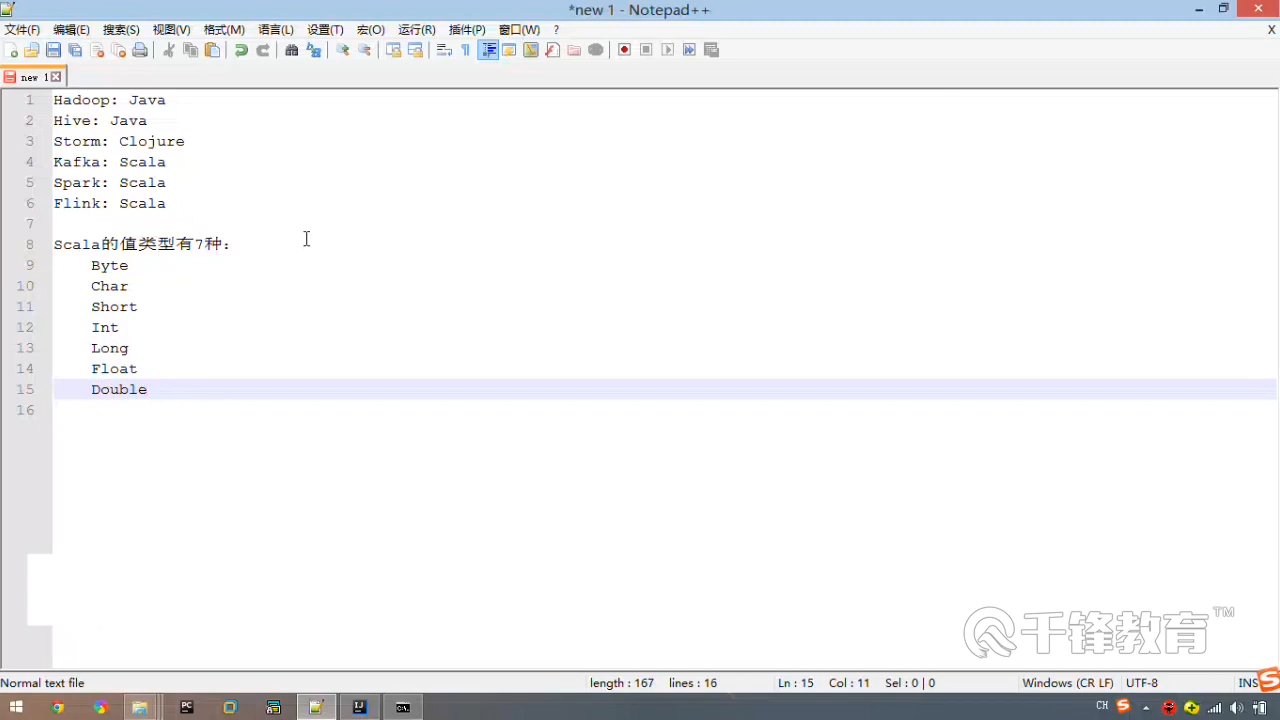 *new 1 - Notepad++
文件(F) 编辑(E) 搜索(S) 视图(V) 格式(M) 语言(L) 设置(T) 宏(O) 运行(R) 插件(P) 窗口(W) ? X
new 1
1 Hadoop: Java
2 Hive: Java
3 Storm: Clojure
4 Kafka: Scala
5 Spark: Scala
6 Flink: Scala
7
8 Scala的值类型有7种:
9 Byte
10 Char
11 Short
12 Int
13 Long
14 Float
15 Double
16
千锋教育™
Normal text file length : 167 lines : 16 Ln : 15 Col : 11 Sel : 0 | 0 Windows (CR LF) UTF-8 INS
PC IJ CH